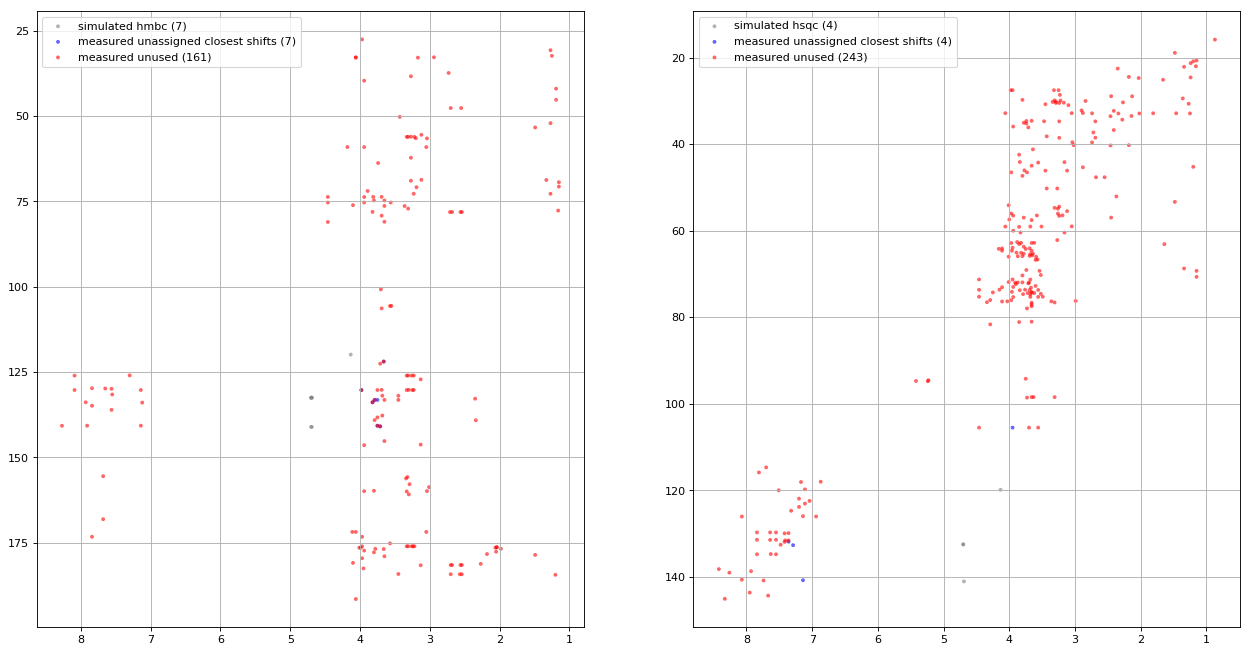 simulated hmbc (7)
measured unassigned closest shifts (7)
measured unused (161)
25
50
75
100
125
150
175
8 7 6 5 4 3 2 1
simulated hsqc (4)
measured unassigned closest shifts (4)
measured unused (243)
20
40
60
80
100
120
140
8 7 6 5 4 3 2 1